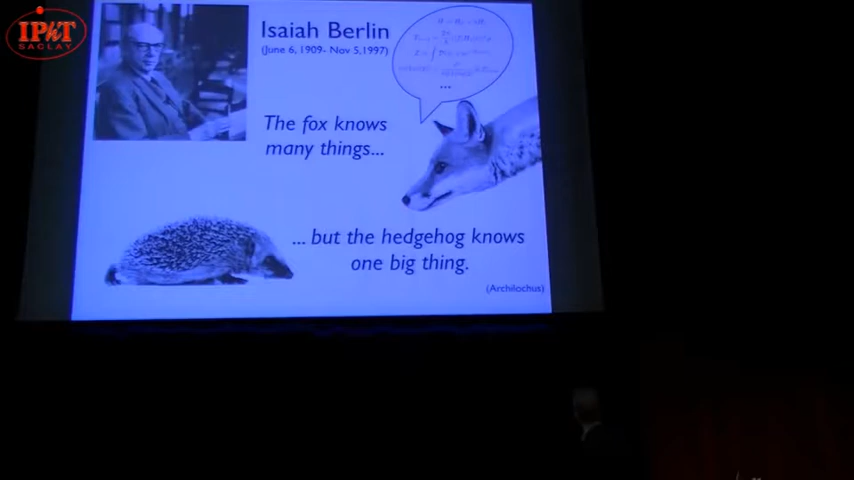 IPhT
SACLAY
Isaiah Berlin
(June 6, 1909- Nov 5,1997)
...
The fox knows
many things...
... but the hedgehog knows
one big thing.
(Archilochus)